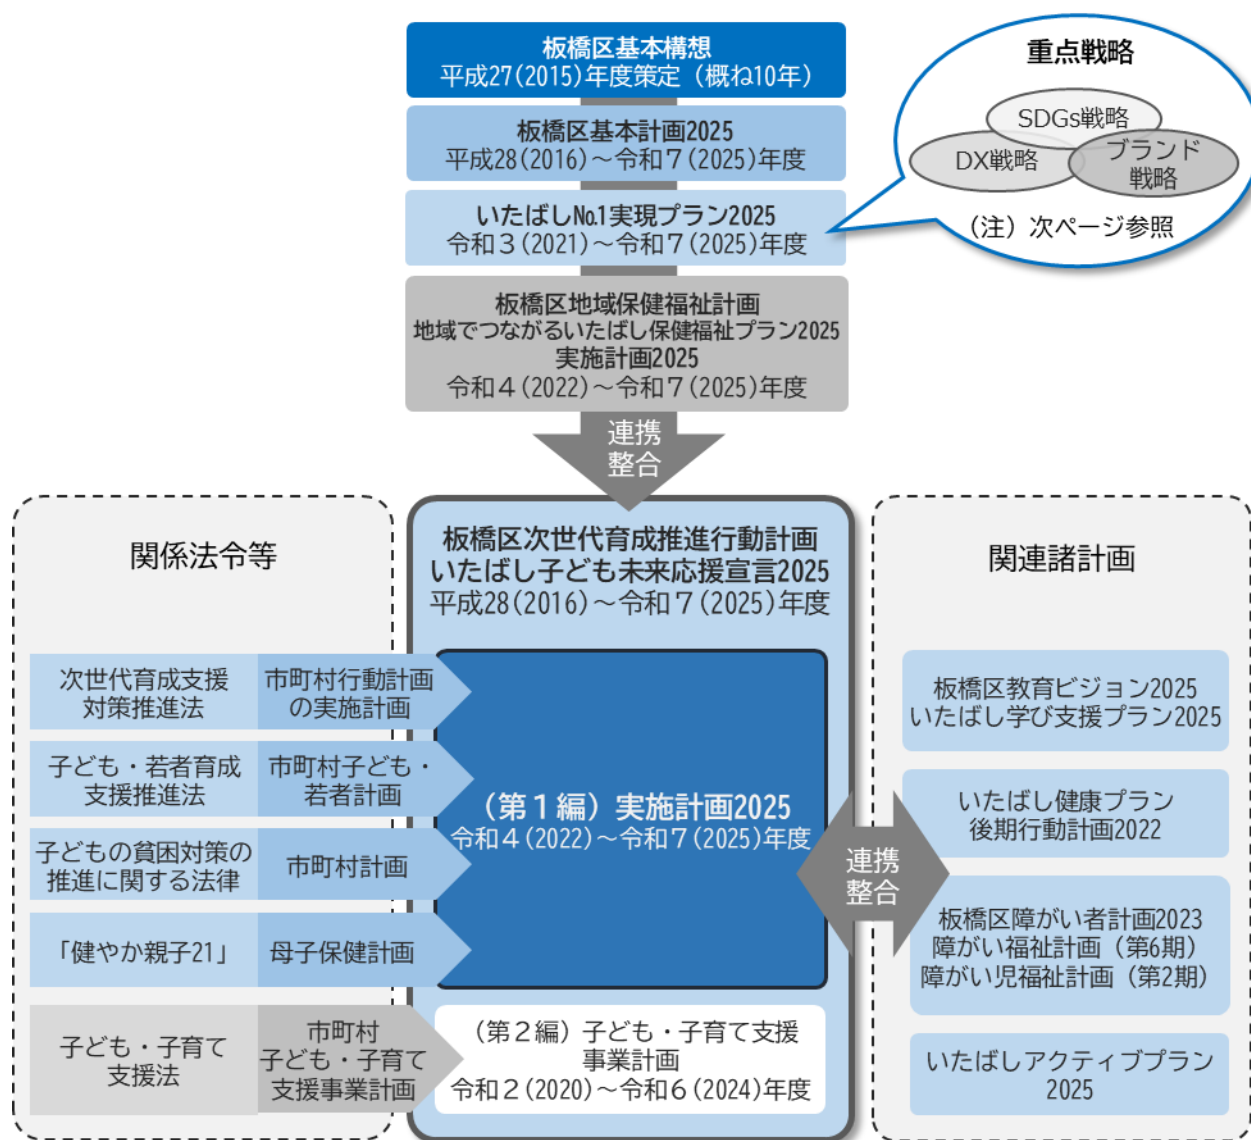 板橋区基本構想
平成27(2015)年度策定（概ね10年）
板橋区基本計画2025
平成28(2016)～令和７(2025)年度
いたばし№1実現プラン2025
令和３(2021)～令和７(2025)年度
重点戦略
SDGs戦略
DX戦略
ブランド
戦略
（注）次ページ参照
板橋区地域保健福祉計画
地域でつながるいたばし保健福祉プラン2025
実施計画2025
令和４(2022)～令和７(2025)年度
連携
整合
関係法令等
次世代育成支援
対策推進法
市町村行動計画
の実施計画
子ども・若者育成
支援推進法
市町村子ども・
若者計画
子どもの貧困対策の
推進に関する法律
市町村計画
「健やか親子21」
母子保健計画
子ども・子育て
支援法
市町村
子ども・子育て
支援事業計画
板橋区次世代育成推進行動計画
いたばし子ども未来応援宣言2025
平成28(2016)～令和７(2025)年度
（第１編）実施計画2025
令和４(2022)～令和７(2025)年度
（第２編）子ども・子育て支援
事業計画
令和２(2020)～令和６(2024)年度
連携
整合
関連諸計画
板橋区教育ビジョン2025
いたばし学び支援プラン2025
いたばし健康プラン
後期行動計画2022
板橋区障がい者計画2023
障がい福祉計画（第6期）
障がい児福祉計画（第2期）
いたばしアクティブプラン
2025